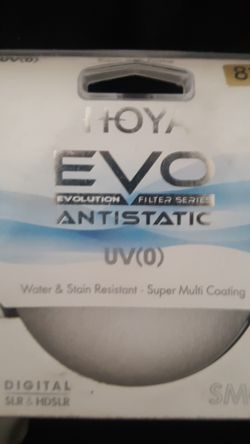 UV(0)
HOYA
EVO
EVOLUTION FILTER SERIES
ANTISTATIC
UV(0)
Water & Stain Resistant - Super Multi Coating
DIGITAL
SLR & HDSLR